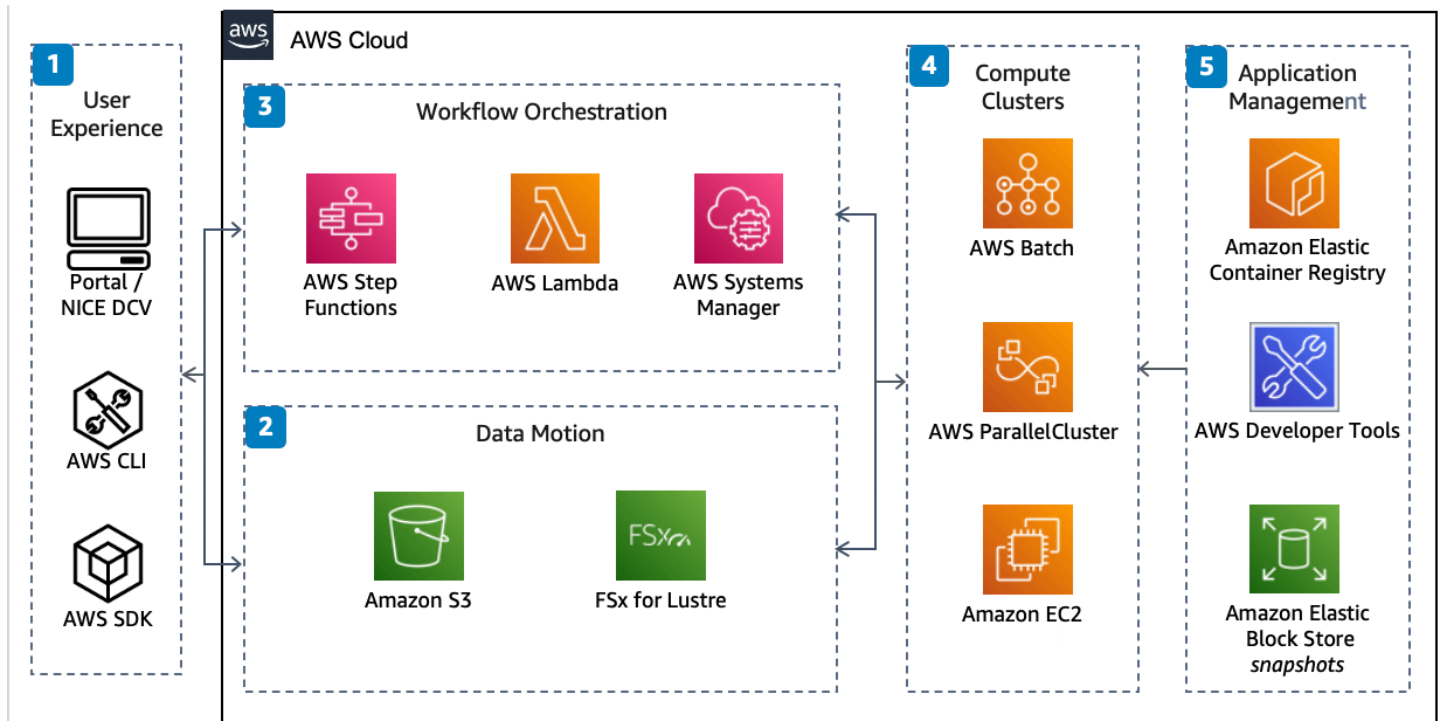 aws
AWS Cloud
1
User
Experience
Portal /
NICE DCV
AWS CLI
AWS SDK
3
Workflow Orchestration
AWS Step
Functions
AWS Lambda
AWS Systems
Manager
2
Data Motion
Amazon S3
FSx
FSx for Lustre
4
Compute
Clusters
AWS Batch
AWS ParallelCluster
Amazon EC2
5
Application
Management
Amazon Elastic
Container Registry
AWS Developer Tools
Amazon Elastic
Block Store
snapshots